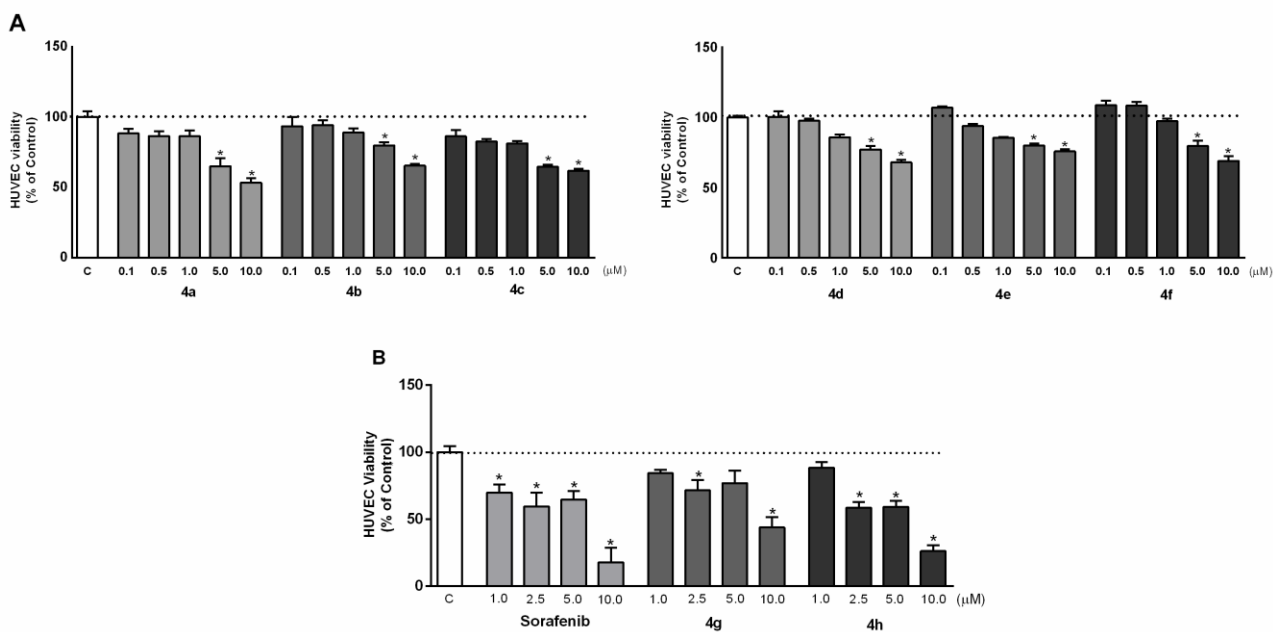 A
HUVEC viability
(% of Control)
150
100
50
0
* * * * * *
C 0.1 0.5 1.0 5.0 10.0 0.1 0.5 1.0 5.0 10.0 0.1 0.5 1.0 5.0 10.0 (μM)
4a 4b 4c
HUVEC viability
(% of Control)
150
100
50
0
* * * * * *
C 0.1 0.5 1.0 5.0 10.0 0.1 0.5 1.0 5.0 10.0 0.1 0.5 1.0 5.0 10.0 (μM)
4d 4e 4f
B
HUVEC Viability
(% of Control)
150
100
50
0
* * * * * * * * *
C 1.0 2.5 5.0 10.0 1.0 2.5 5.0 10.0 1.0 2.5 5.0 10.0 (μM)
Sorafenib 4g 4h